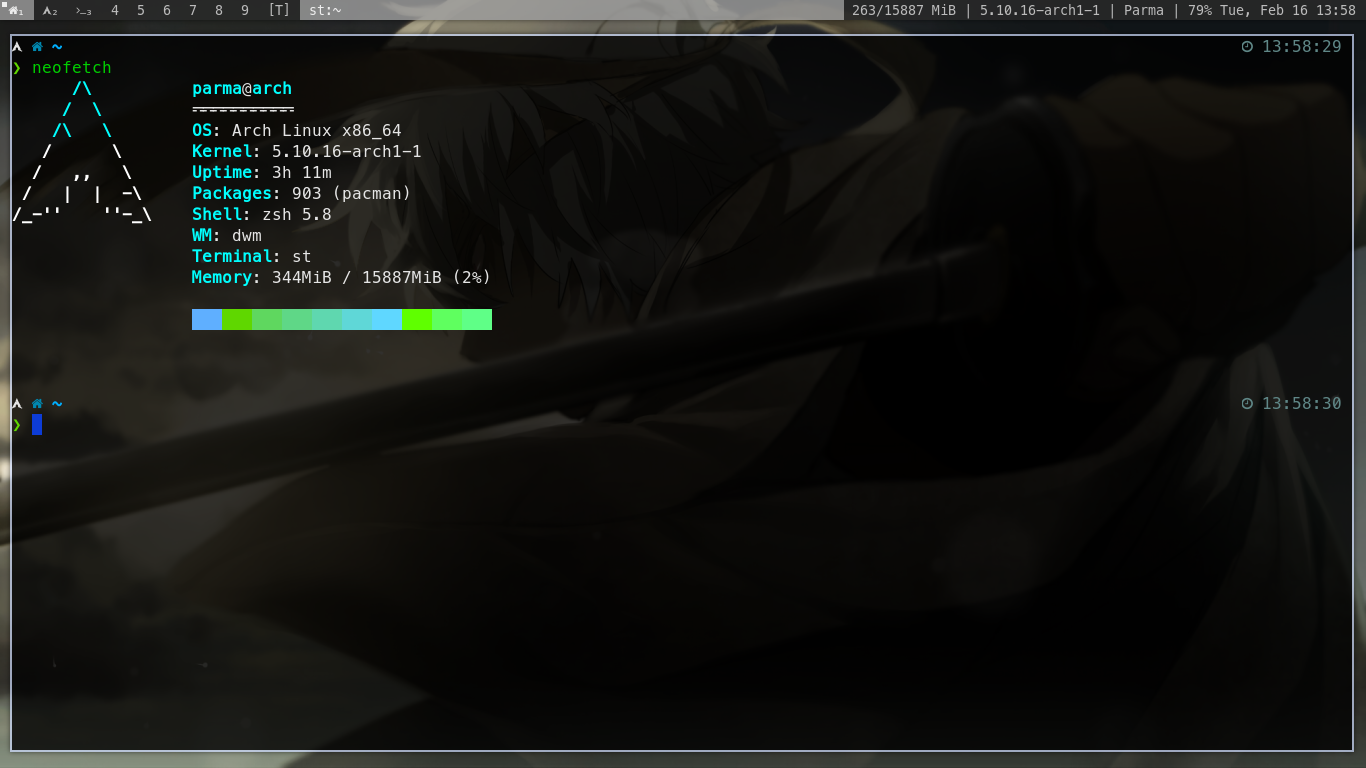 1 2 3 4 5 6 7 8 9 [T] st:~ 263/15887 MiB | 5.10.16-arch1-1 | Parma | 79% Tue, Feb 16 13:58
~ 13:58:29
❯ neofetch
/\ parma@arch
/ \ -----------
/\ \ OS: Arch Linux x86_64
/ \ Kernel: 5.10.16-arch1-1
/ ,, \ Uptime: 3h 11m
/ | | -\ Packages: 903 (pacman)
/_-'' ''-_\ Shell: zsh 5.8
WM: dwm
Terminal: st
Memory: 344MiB / 15887MiB (2%)
~ 13:58:30
❯